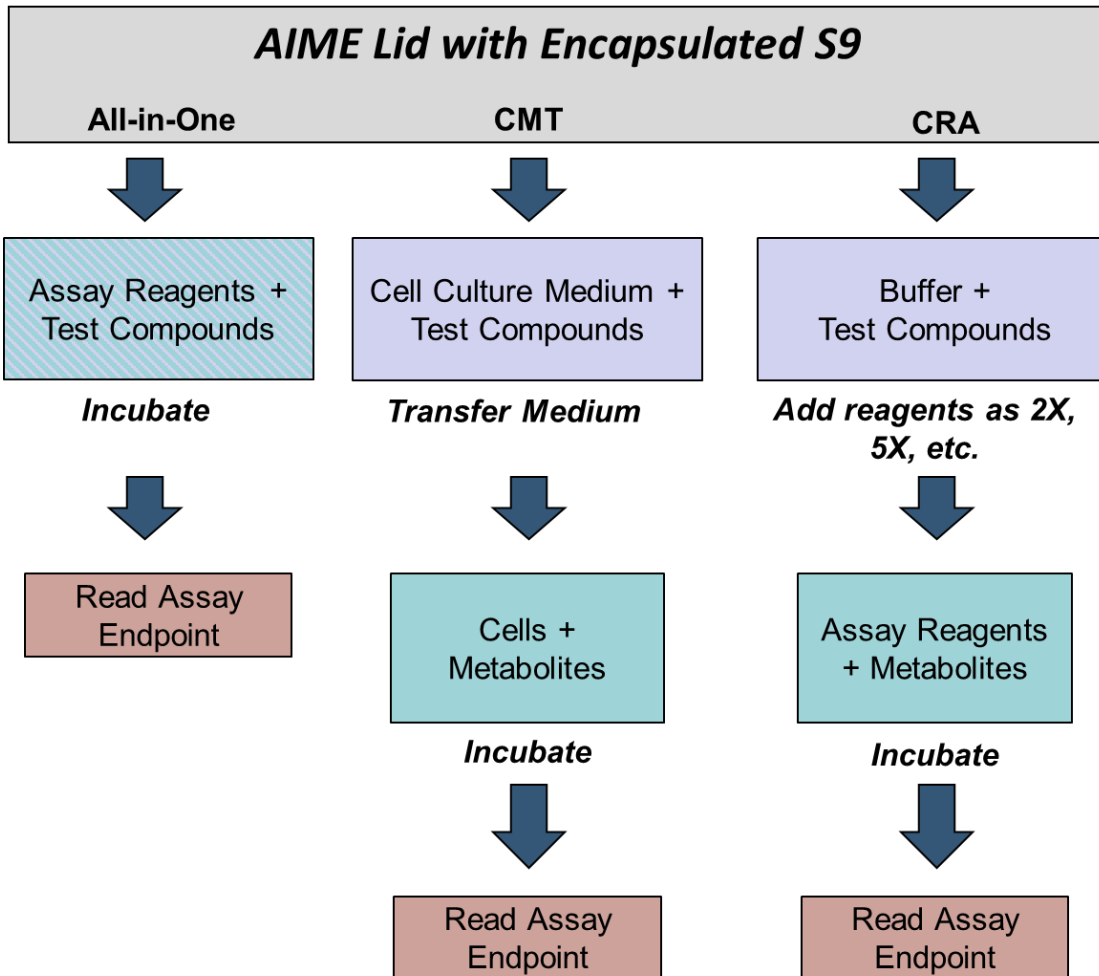 AIME Lid with Encapsulated S9
All-in-One
CMT
CRA
Assay Reagents +
Test Compounds
Cell Culture Medium +
Test Compounds
Buffer +
Test Compounds
Incubate
Transfer Medium
Add reagents as 2X,
5X, etc.
Read Assay
Endpoint
Cells +
Metabolites
Assay Reagents
+ Metabolites
Incubate
Incubate
Read Assay
Endpoint
Read Assay
Endpoint